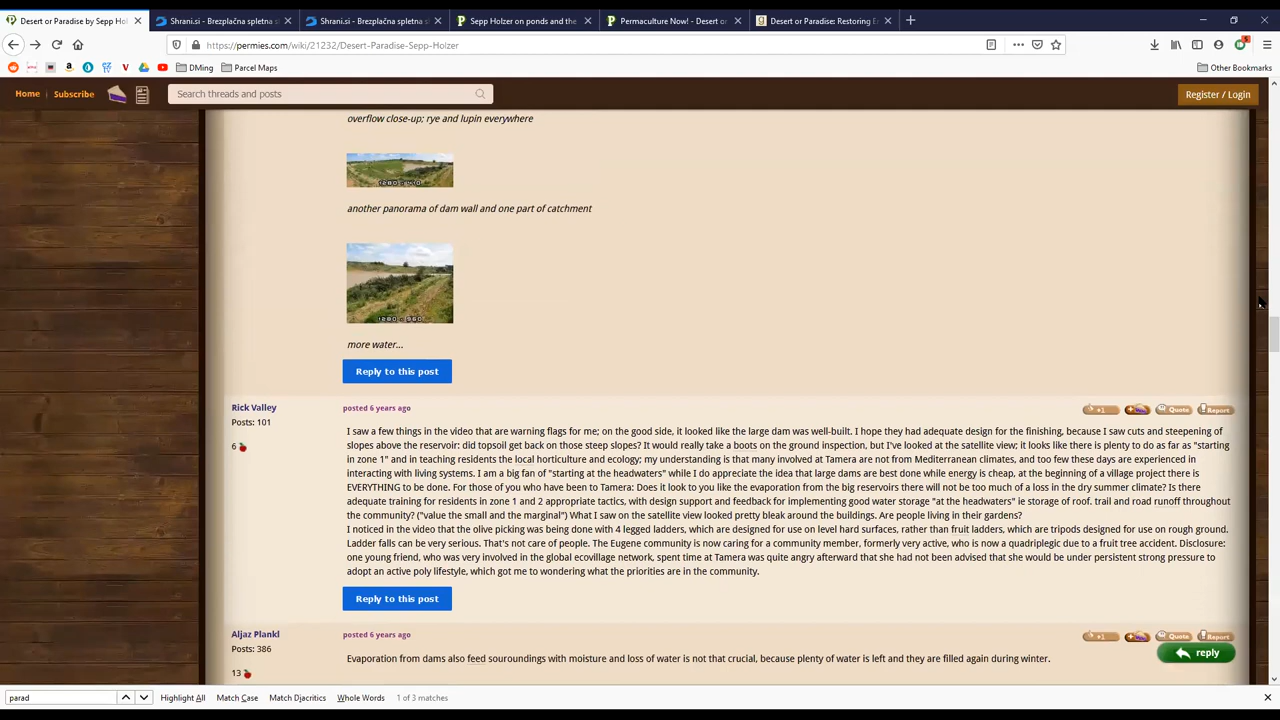 Desert or Paradise by Sepp Ho
Shrani.si - Brezplačna spletna s
Shrani.si - Brezplačna spletna s
Sepp Holzer on ponds and the
Permaculture Now! - Desert or
Desert or Paradise: Restoring E
https://permies.com/wiki/21232/Desert-Paradise-Sepp-Holzer
DMing
Parcel Maps
Other Bookmarks
Home
Subscribe
Search threads and posts
Register / Login
overflow close-up; rye and lupin everywhere
another panorama of dam wall and one part of catchment
1280 x 960
more water...
Reply to this post
Rick Valley
posted 6 years ago
+1
Quote
Report
Posts: 101
6
I saw a few things in the video that are warning flags for me; on the good side, it looked like the large dam was well-built. I hope they had adequate design for the finishing, because I saw cuts and steepening of
slopes above the reservoir: did topsoil get back on those steep slopes? It would really take a boots on the ground inspection, but I've looked at the satellite view; it looks like there is plenty to do as far as "starting
in zone 1" and in teaching residents the local horticulture and ecology; my understanding is that many involved at Tamera are not from Mediterranean climates, and too few these days are experienced in
interacting with living systems. I am a big fan of "starting at the headwaters" while I do appreciate the idea that large dams are best done while energy is cheap, at the beginning of a village project there is
EVERYTHING to be done. For those of you who have been to Tamera: Does it look to you like the evaporation from the big reservoirs there will not be too much of a loss in the dry summer climate? Is there
adequate training for residents in zone 1 and 2 appropriate tactics, with design support and feedback for implementing good water storage "at the headwaters" ie storage of roof. trail and road runoff throughout
the community? ("value the small and the marginal") What I saw on the satellite view looked pretty bleak around the buildings. Are people living in their gardens?
I noticed in the video that the olive picking was being done with 4 legged ladders, which are designed for use on level hard surfaces, rather than fruit ladders, which are tripods designed for use on rough ground.
Ladder falls can be very serious. That's not care of people. The Eugene community is now caring for a community member, formerly very active, who is now a quadriplegic due to a fruit tree accident. Disclosure:
one young friend, who was very involved in the global ecovillage network, spent time at Tamera was quite angry afterward that she had not been advised that she would be under persistent strong pressure to
adopt an active poly lifestyle, which got me to wondering what the priorities are in the community.
Reply to this post
Aljaz Plankl
posted 6 years ago
+1
Quote
Report
Posts: 386
13
Evaporation from dams also feed souroundings with moisture and loss of water is not that crucial, because plenty of water is left and they are filled again during winter.
reply
parad
Highlight All
Match Case
Match Diacritics
Whole Words
1 of 3 matches